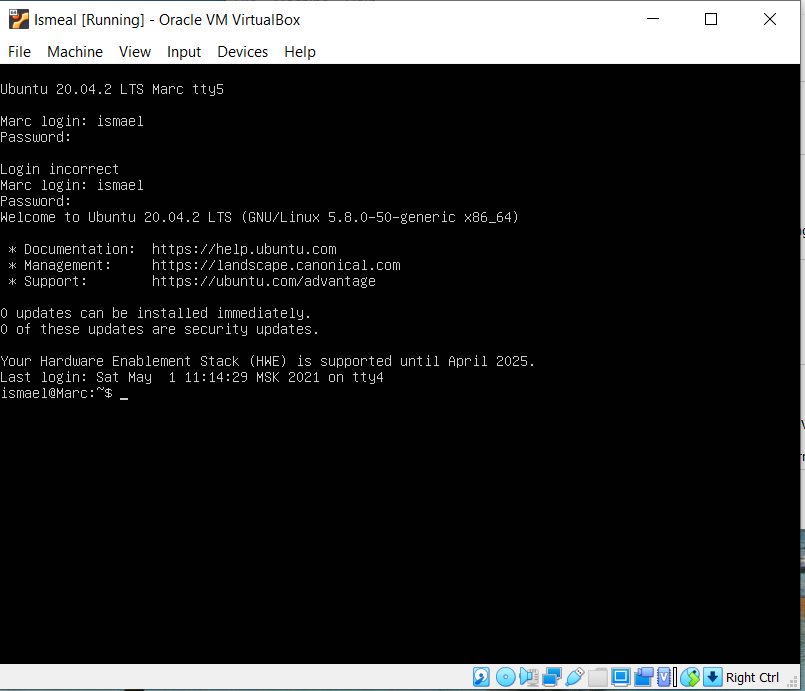 Ismeal [Running] - Oracle VM VirtualBox
File Machine View Input Devices Help
Ubuntu 20.04.2 LTS Marc tty5
Marc login: ismael
Password:
Login incorrect
Marc login: ismael
Password:
Welcome to Ubuntu 20.04.2 LTS (GNU/Linux 5.8.0-50-generic x86_64)
* Documentation:  https://help.ubuntu.com
* Management:     https://landscape.canonical.com
* Support:        https://ubuntu.com/advantage
0 updates can be installed immediately.
0 of these updates are security updates.
Your Hardware Enablement Stack (HWE) is supported until April 2025.
Last login: Sat May  1 11:14:29 MSK 2021 on tty4
ismael@Marc:~$ _
Right Ctrl